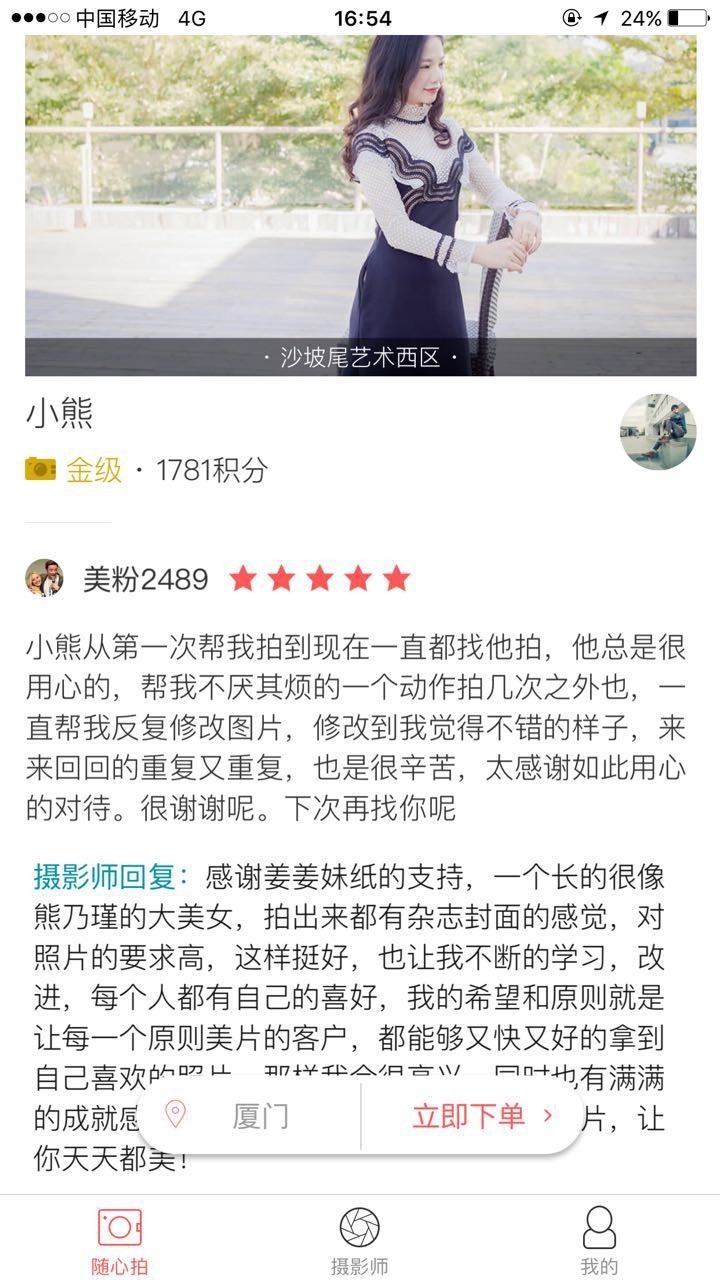 中国移动 4G 16:54 24%
· 沙坡尾艺术西区 ·
小熊
金级 · 1781积分
美粉2489
小熊从第一次帮我拍到现在一直都找他拍，他总是很
用心的，帮我不厌其烦的一个动作拍几次之外也，一
直帮我反复修改图片，修改到我觉得不错的样子，来
来回回的重复又重复，也是很辛苦，太感谢如此用心
的对待。很谢谢呢。下次再找你呢
摄影师回复：感谢姜姜妹纸的支持，一个长的很像
熊乃瑾的大美女，拍出来都有杂志封面的感觉，对
照片的要求高，这样挺好，也让我不断的学习，改
进，每个人都有自己的喜好，我的希望和原则就是
让每一个原则美片的客户，都能够又快又好的拿到
自己喜欢的照片，那样我会很高兴，同时也有满满
的成就感 片，让
厦门 立即下单 ›
你天天都美！
随心拍 摄影师 我的